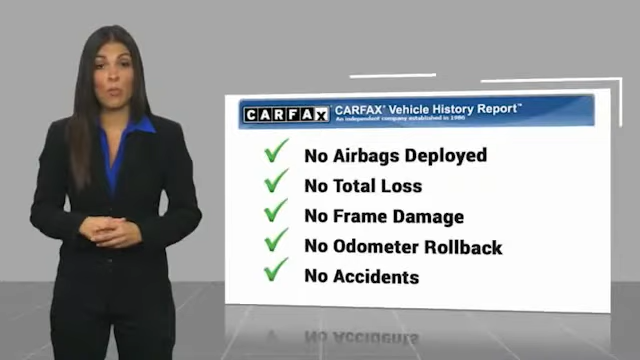 CARFAX CARFAX® Vehicle History Report™
An independent company established in 1986
No Airbags Deployed
No Total Loss
No Frame Damage
No Odometer Rollback
No Accidents